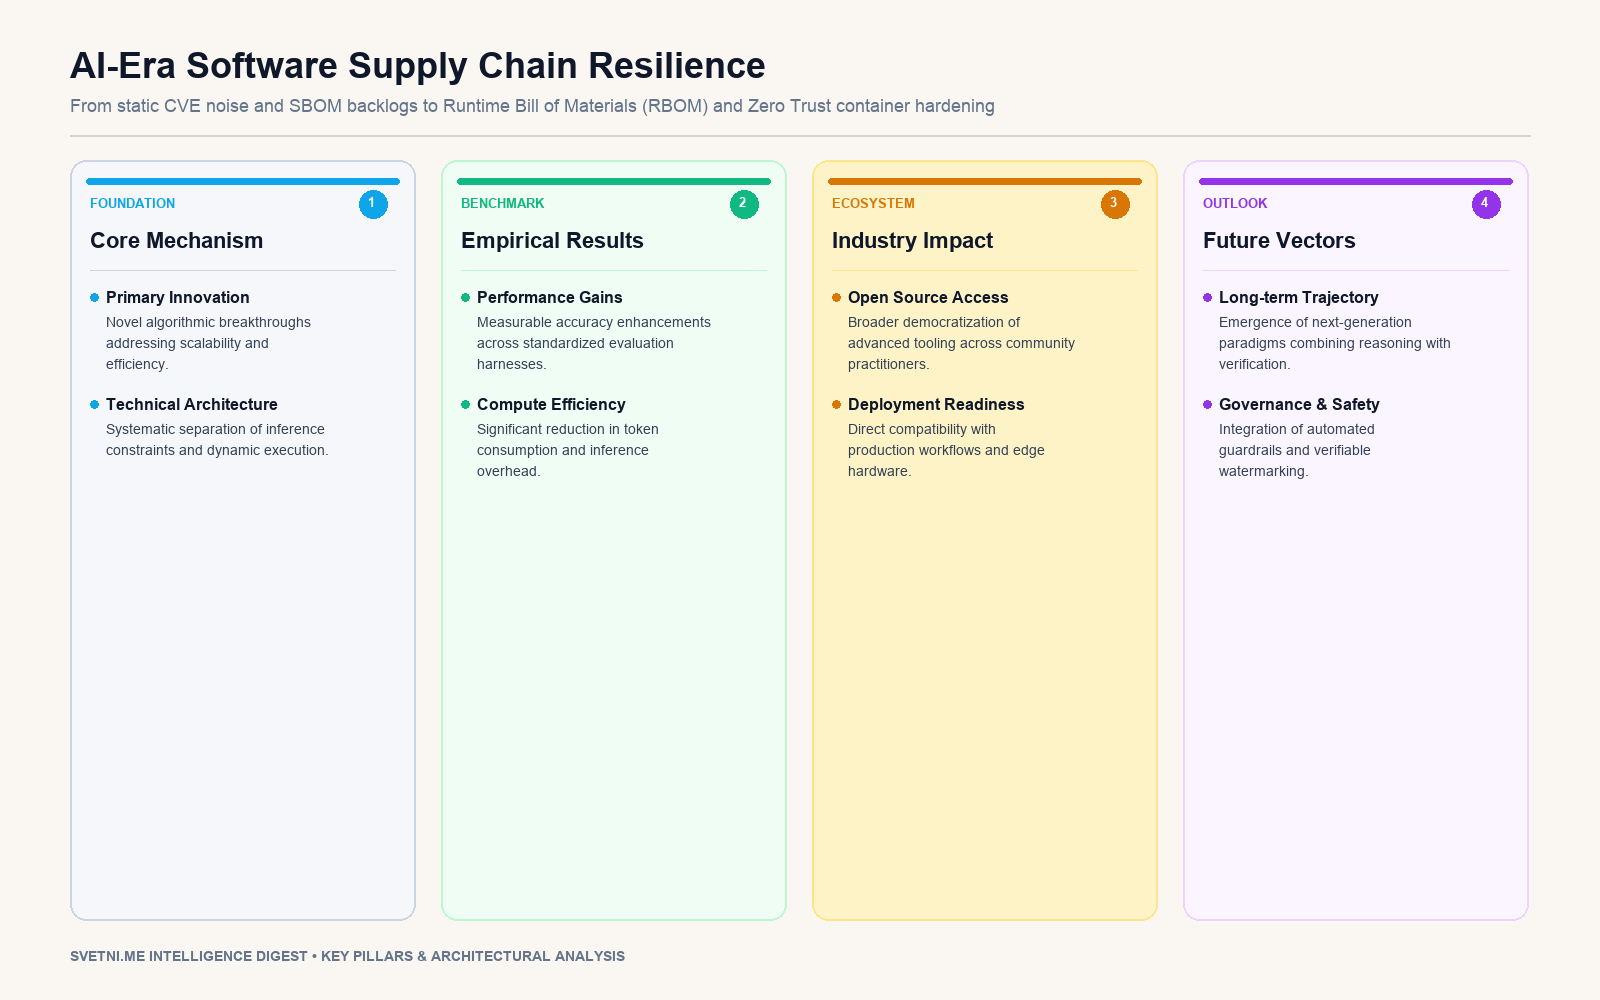 AI-Era Software Supply Chain Resilience
From static CVE noise and SBOM backlogs to Runtime Bill of Materials (RBOM) and Zero Trust container hardening
FOUNDATION
1
Core Mechanism
Primary Innovation
Novel algorithmic breakthroughs
addressing scalability and
efficiency.
Technical Architecture
Systematic separation of inference
constraints and dynamic execution.
BENCHMARK
2
Empirical Results
Performance Gains
Measurable accuracy enhancements
across standardized evaluation
harnesses.
Compute Efficiency
Significant reduction in token
consumption and inference
overhead.
ECOSYSTEM
3
Industry Impact
Open Source Access
Broader democratization of
advanced tooling across community
practitioners.
Deployment Readiness
Direct compatibility with
production workflows and edge
hardware.
OUTLOOK
4
Future Vectors
Long-term Trajectory
Emergence of next-generation
paradigms combining reasoning with
verification.
Governance & Safety
Integration of automated
guardrails and verifiable
watermarking.
SVETNI.ME INTELLIGENCE DIGEST • KEY PILLARS & ARCHITECTURAL ANALYSIS